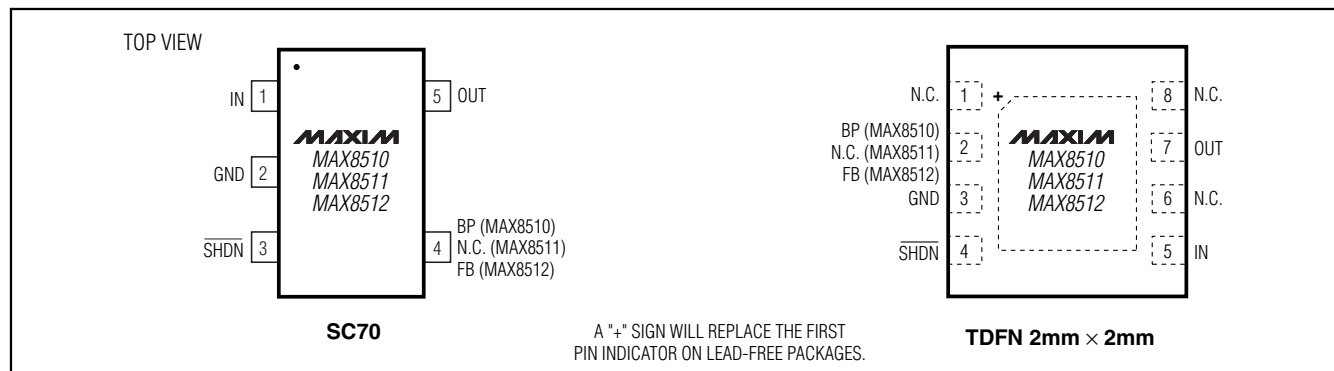 TOP VIEW
IN 1
5 OUT
GND 2
SHDN 3
4 BP (MAX8510)
N.C. (MAX8511)
FB (MAX8512)
MAXIM
MAX8510
MAX8511
MAX8512
SC70
A "+" SIGN WILL REPLACE THE FIRST
PIN INDICATOR ON LEAD-FREE PACKAGES.
N.C. 1 +
BP (MAX8510)
N.C. (MAX8511) 2
FB (MAX8512)
GND 3
SHDN 4
MAXIM
MAX8510
MAX8511
MAX8512
8 N.C.
7 OUT
6 N.C.
5 IN
TDFN 2mm × 2mm